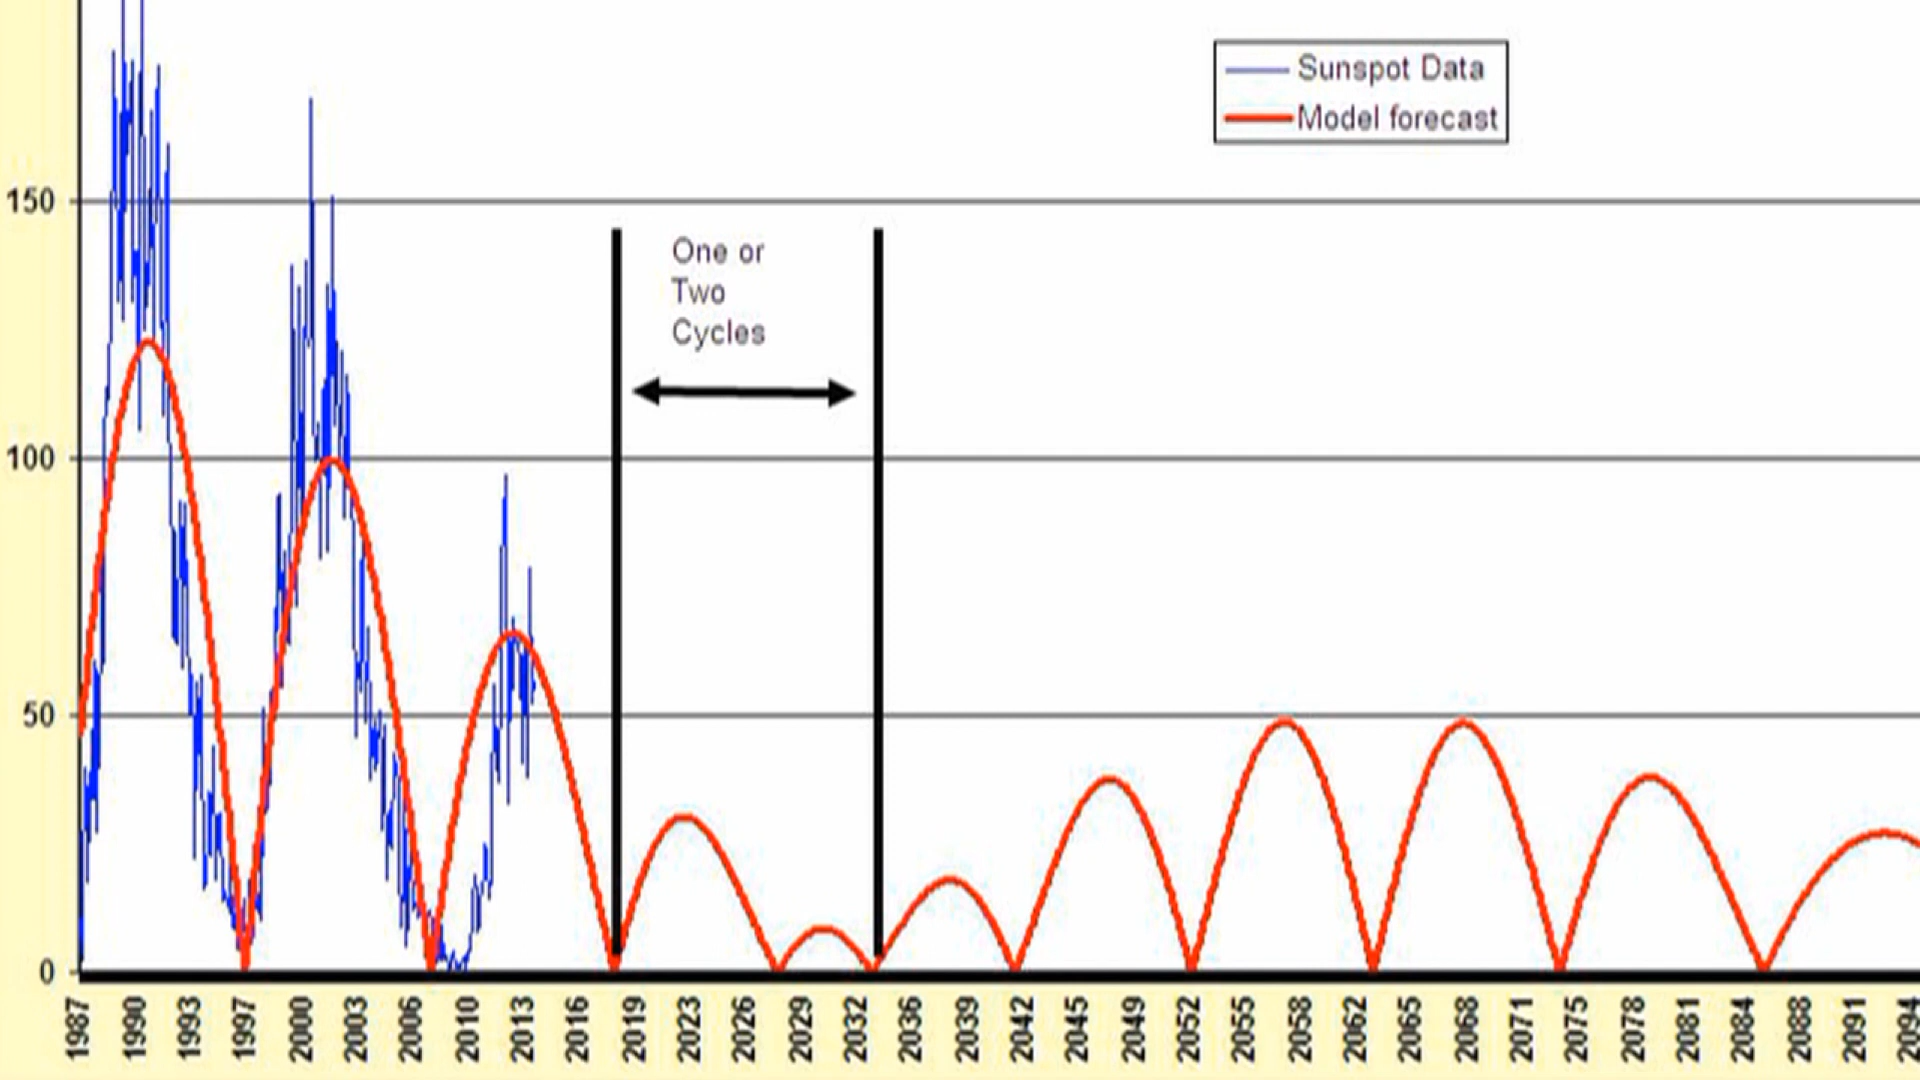 Sunspot Data
Model forecast
150
One or
Two
Cycles
100
50
0
1987 1990 1993 1997 2000 2003 2006 2010 2013 2016 2019 2023 2026 2029 2032 2036 2039 2042 2045 2049 2052 2055 2058 2062 2065 2068 2071 2075 2078 2081 2084 2088 2091 2094